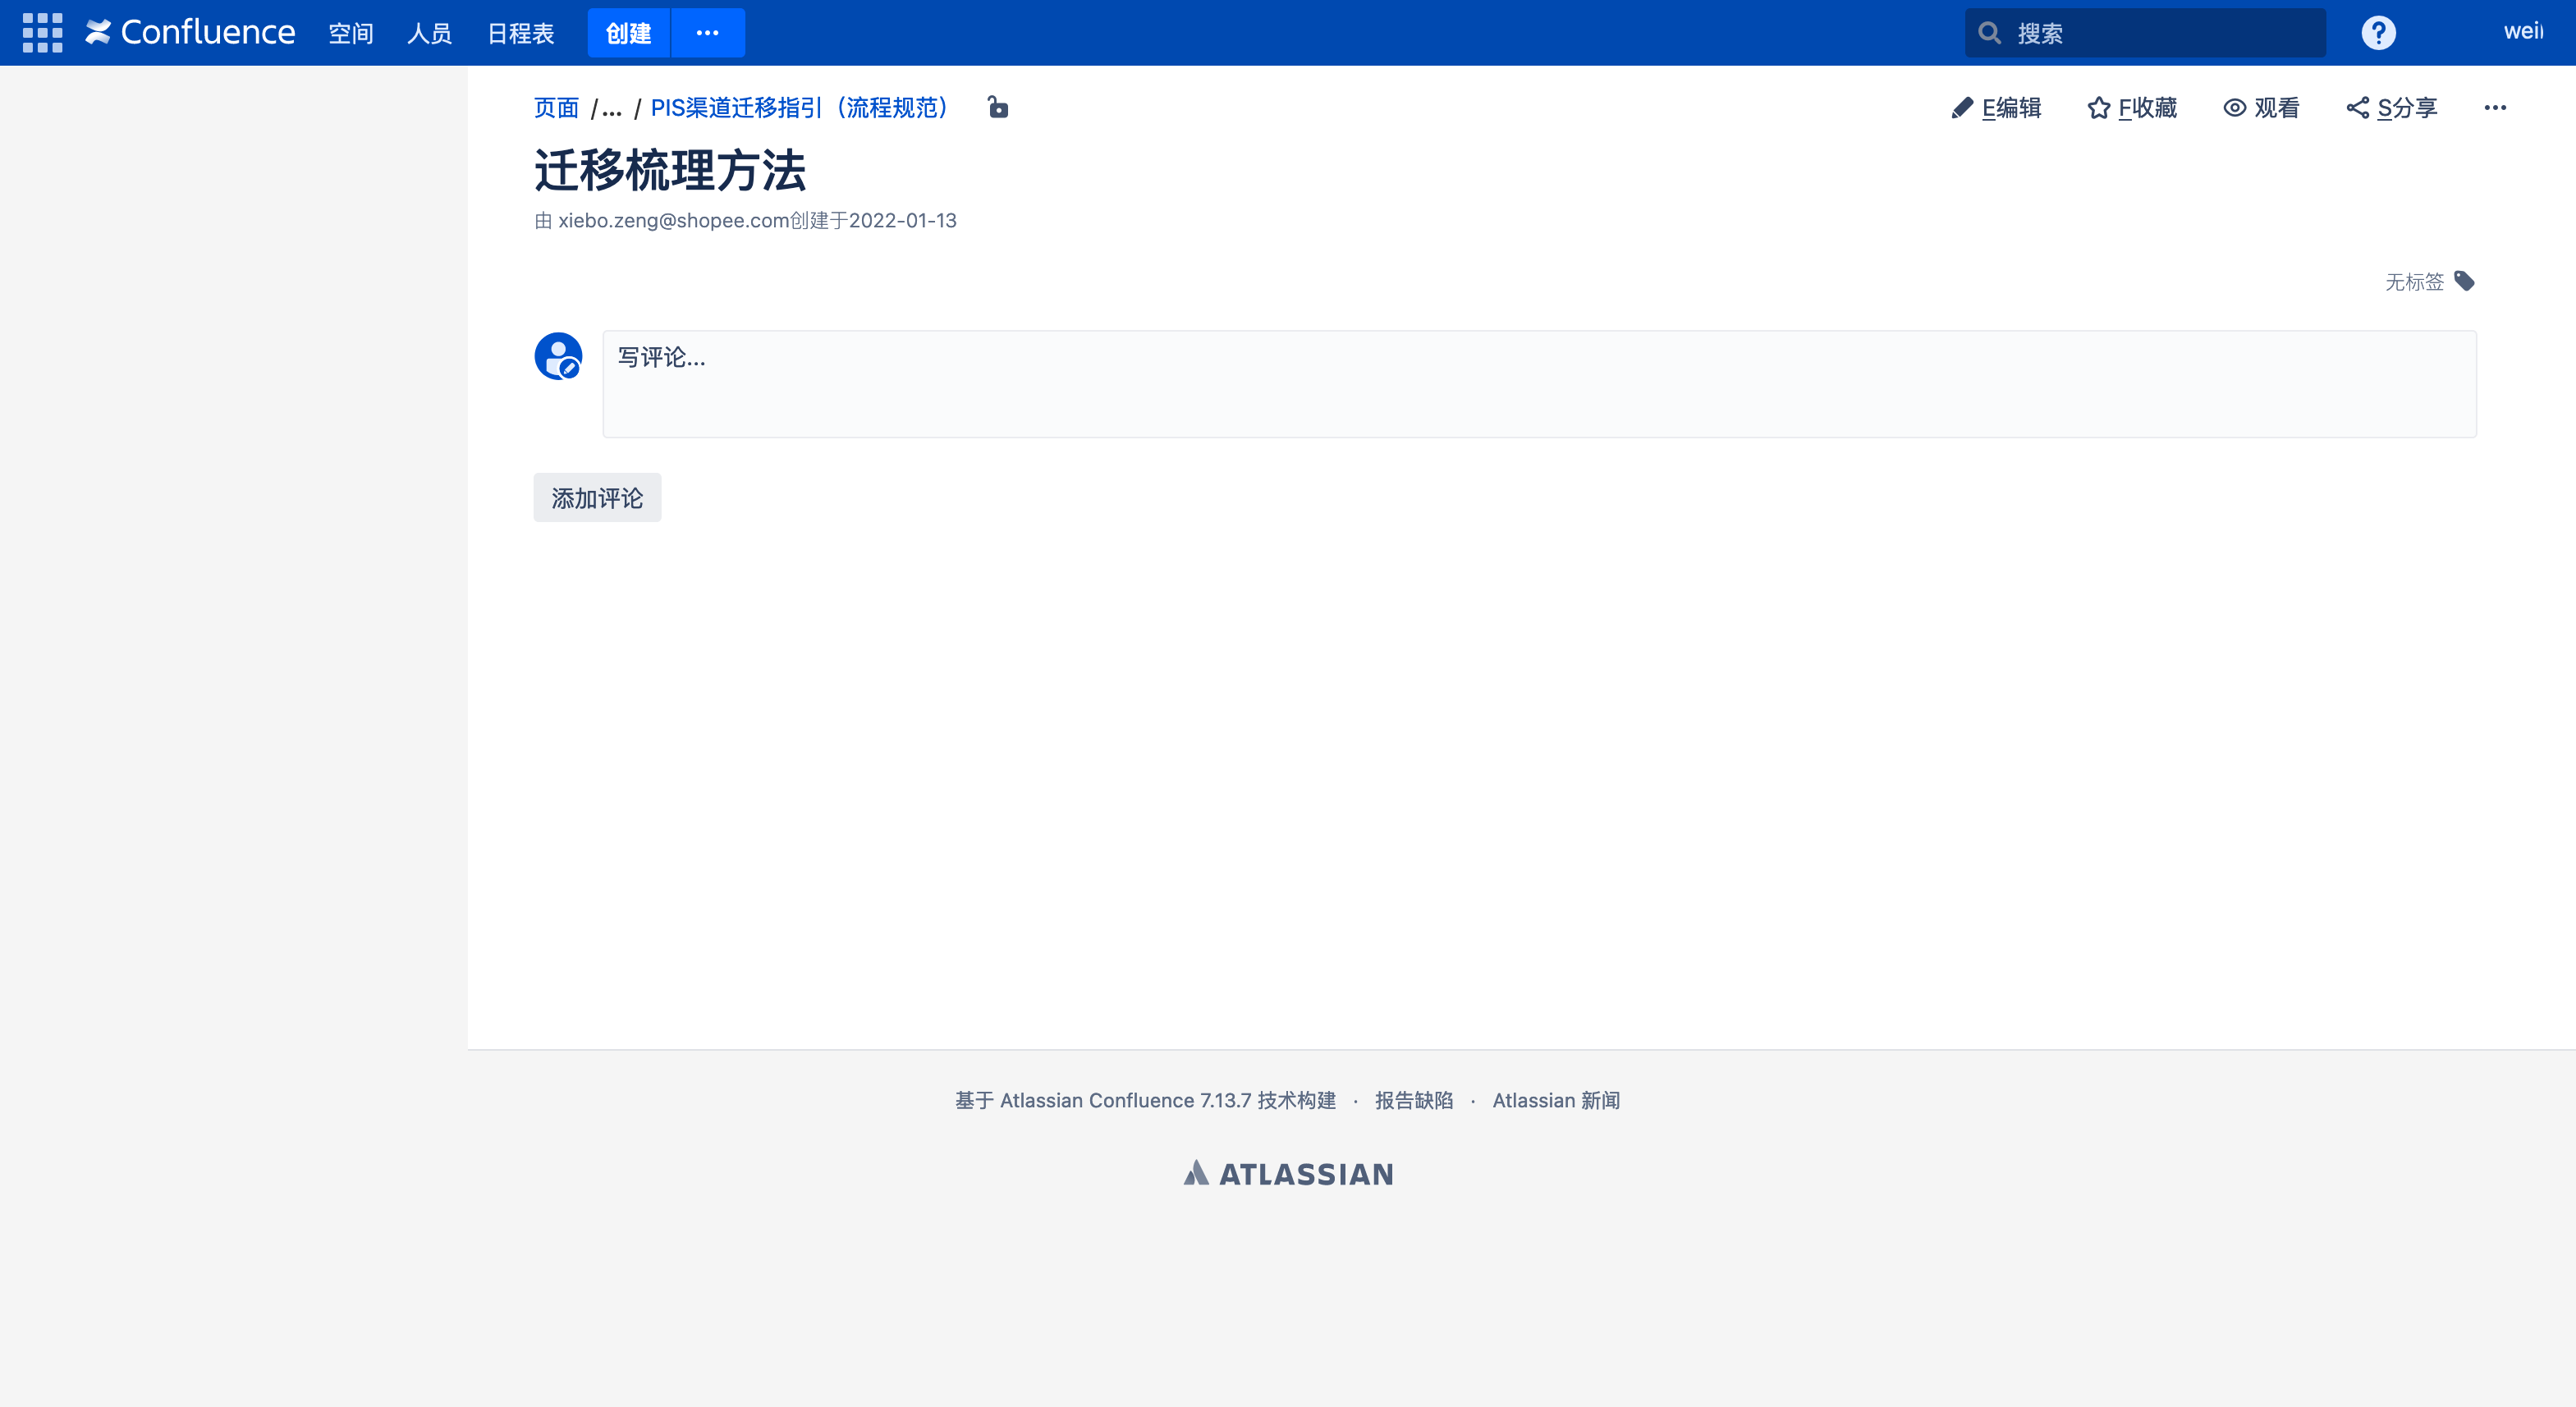 Confluence 空间 人员 日程表 创建 ··· 搜索 ? wei
页面 /... / PIS渠道迁移指引（流程规范） E编辑 F收藏 观看 S分享 ···
迁移梳理方法
由 xiebo.zeng@shopee.com创建于2022-01-13
无标签
写评论...
添加评论
基于 Atlassian Confluence 7.13.7 技术构建 · 报告缺陷 · Atlassian 新闻
ATLASSIAN